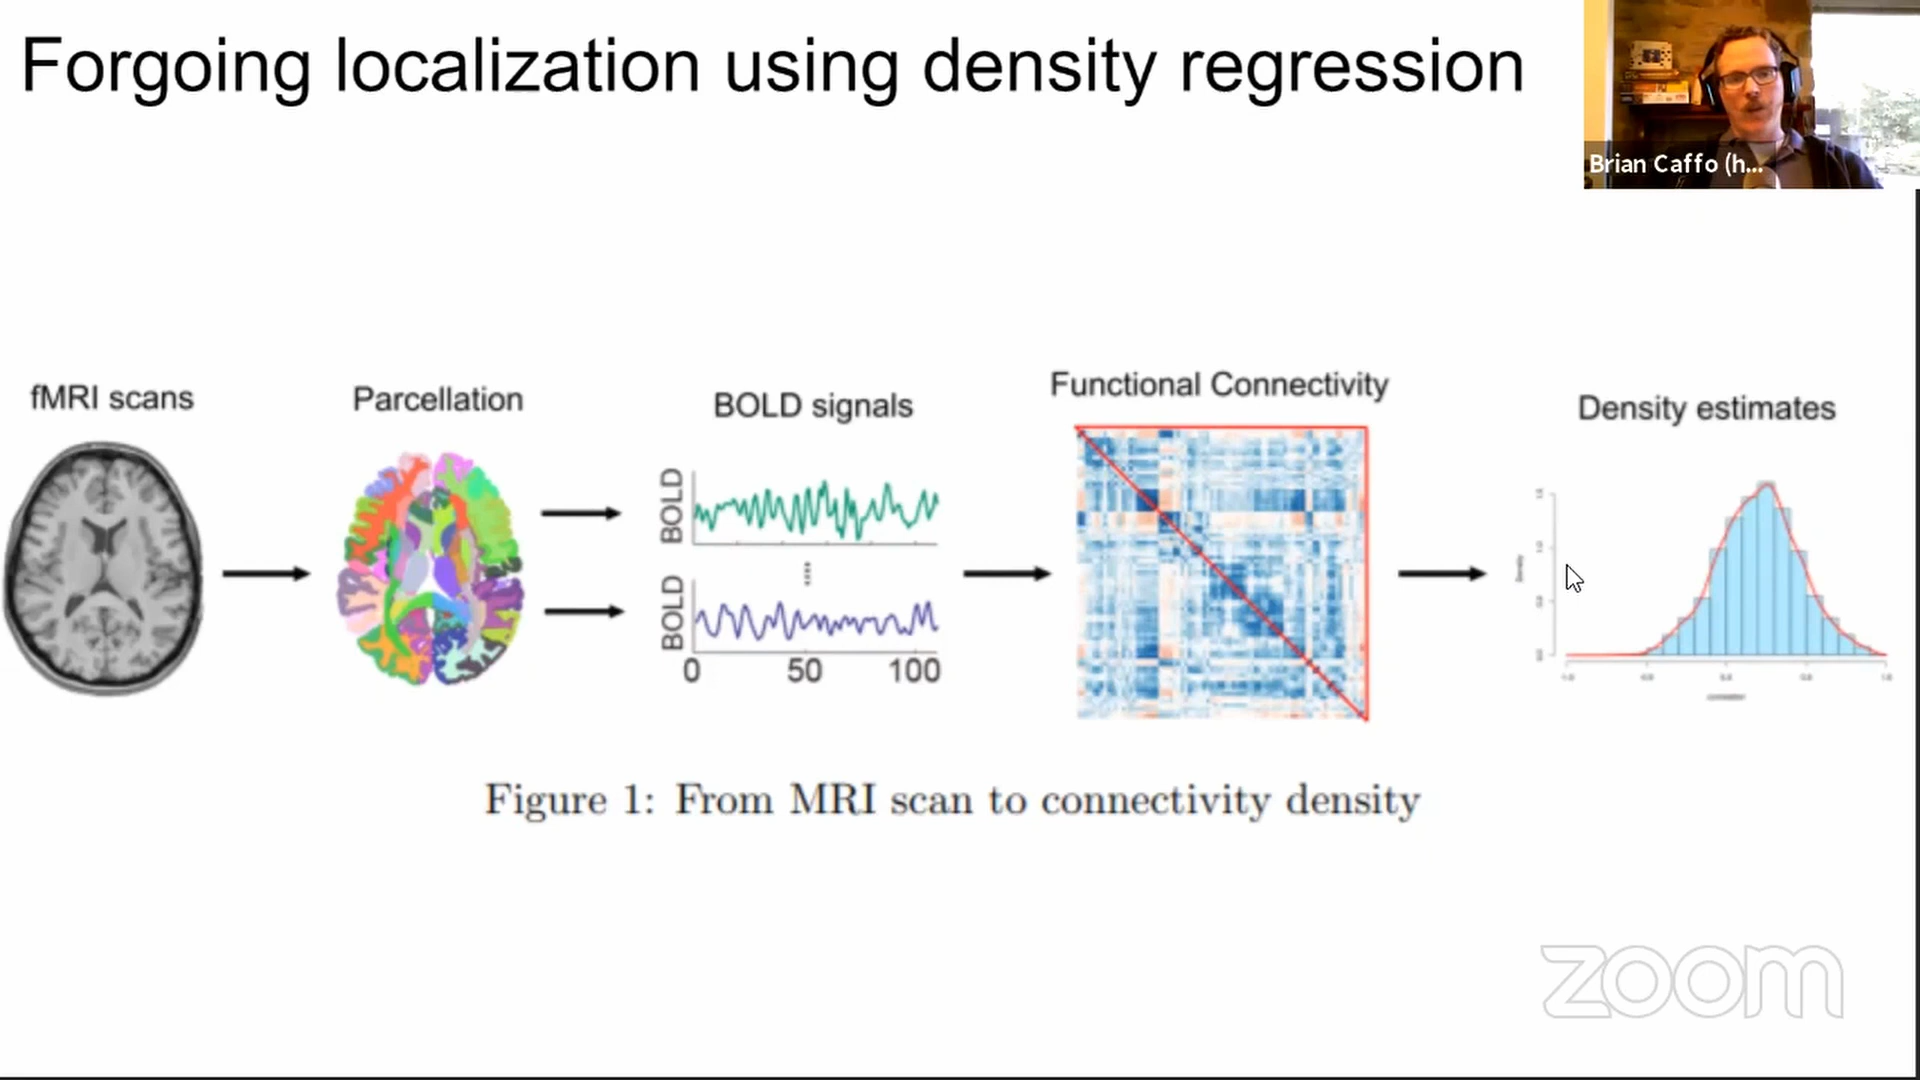 Forgoing localization using density regression
Brian Caffo (h...
fMRI scans
Parcellation
BOLD signals
Functional Connectivity
Density estimates
BOLD
BOLD
0 50 100
Figure 1: From MRI scan to connectivity density
zoom